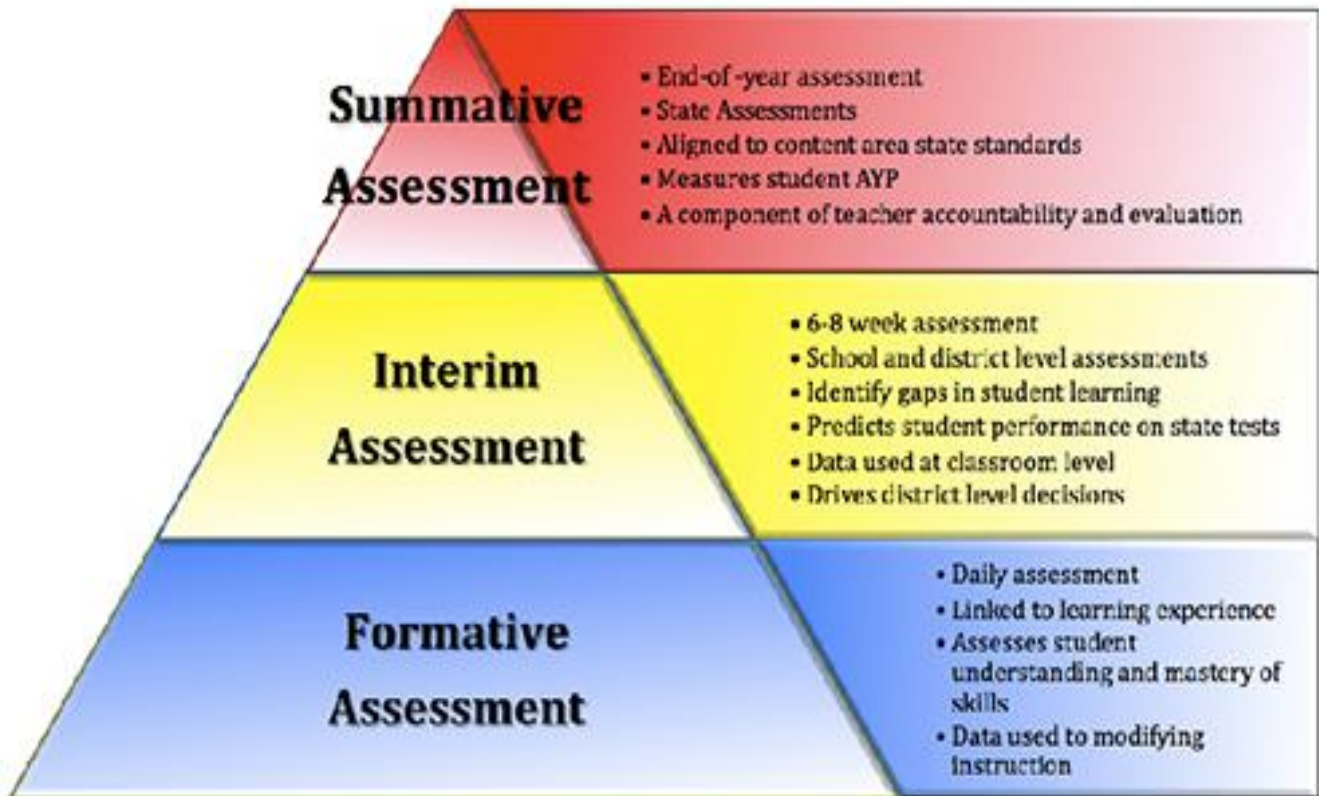 Summative
Assessment
• End-of -year assessment
• State Assessments
• Aligned to content area state standards
• Measures student AYP
• A component of teacher accountability and evaluation
Interim
Assessment
• 6-8 week assessment
• School and district level assessments
• Identify gaps in student learning
• Predicts student performance on state tests
• Data used at classroom level
• Drives district level decisions
Formative
Assessment
• Daily assessment
• Linked to learning experience
• Assesses student
understanding and mastery of
skills
• Data used to modifying
instruction